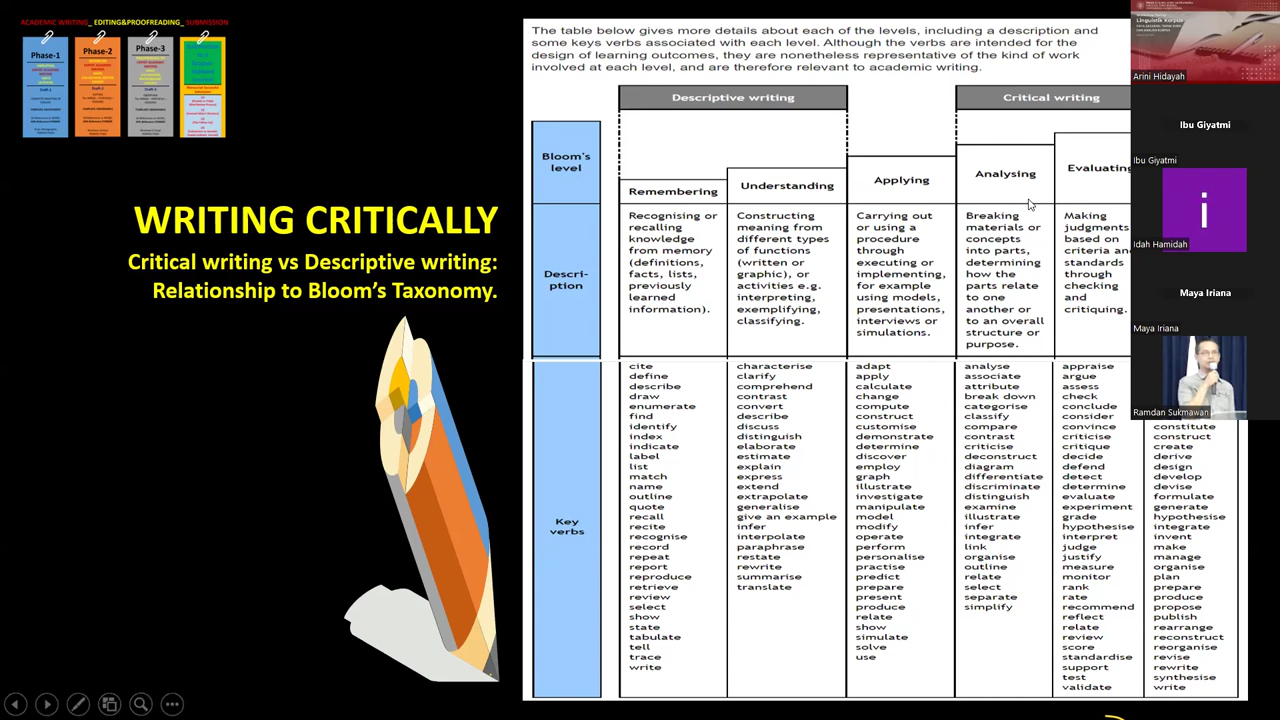 ACADEMIC WRITING_ EDITING&PROOFREADING_ SUBMISSION
Phase-1
Phase-2
Phase-3
WRITING CRITICALLY
Critical writing vs Descriptive writing:
Relationship to Bloom's Taxonomy.
The table below gives more details about each of the levels, including a description and
some keys verbs associated with each level. Although the verbs are intended for the
design of learning outcomes, they are nonetheless representative of the kind of work
involved at each level, and are therefore relevant to academic writing.
Descriptive writing
Critical writing
Bloom's
level
Remembering
Understanding
Applying
Analysing
Evaluating
Descri-
ption
Recognising or
recalling
knowledge
from memory
(definitions,
facts, lists,
previously
learned
information).
Constructing
meaning from
different types
of functions
(written or
graphic), or
activities e.g.
interpreting,
exemplifying,
classifying.
Carrying out
or using a
procedure
through
executing or
implementing,
for example
using models,
presentations,
interviews or
simulations.
Breaking
materials or
concepts
into parts,
determining
how the
parts relate
to one
another or
to an overall
structure or
purpose.
Making
judgments
based on
criteria and
standards
through
checking
and
critiquing.
Key
verbs
cite
define
describe
draw
enumerate
find
identify
index
indicate
label
list
match
name
outline
quote
recall
recite
recognise
record
repeat
report
reproduce
retrieve
review
select
show
state
tabulate
tell
trace
write
characterise
clarify
comprehend
contrast
convert
describe
discuss
distinguish
elaborate
estimate
explain
express
extend
extrapolate
generalise
give an example
infer
interpolate
paraphrase
restate
rewrite
summarise
translate
adapt
apply
calculate
change
compute
construct
customise
demonstrate
determine
discover
employ
graph
illustrate
investigate
manipulate
model
modify
operate
perform
personalise
practise
predict
prepare
present
produce
relate
show
simulate
solve
use
analyse
associate
attribute
break down
categorise
classify
compare
contrast
criticise
deconstruct
diagram
differentiate
discriminate
distinguish
examine
illustrate
infer
integrate
link
organise
outline
relate
select
separate
simplify
appraise
argue
assess
check
conclude
consider
convince
criticise
critique
decide
defend
detect
determine
evaluate
experiment
grade
hypothesise
interpret
judge
justify
measure
monitor
rank
rate
recommend
reflect
relate
review
score
standardise
support
test
validate
constitute
construct
create
derive
design
develop
devise
formulate
generate
hypothesise
integrate
invent
make
manage
organise
plan
prepare
produce
propose
publish
rearrange
reconstruct
reorganise
revise
rewrite
synthesise
write
Linguistik Korpus
Arini Hidayah
Ibu Giyatmi
Ibu Giyatmi
i
Idah Hamidah
Maya Iriana
Maya Iriana
Ramdan Sukmawan